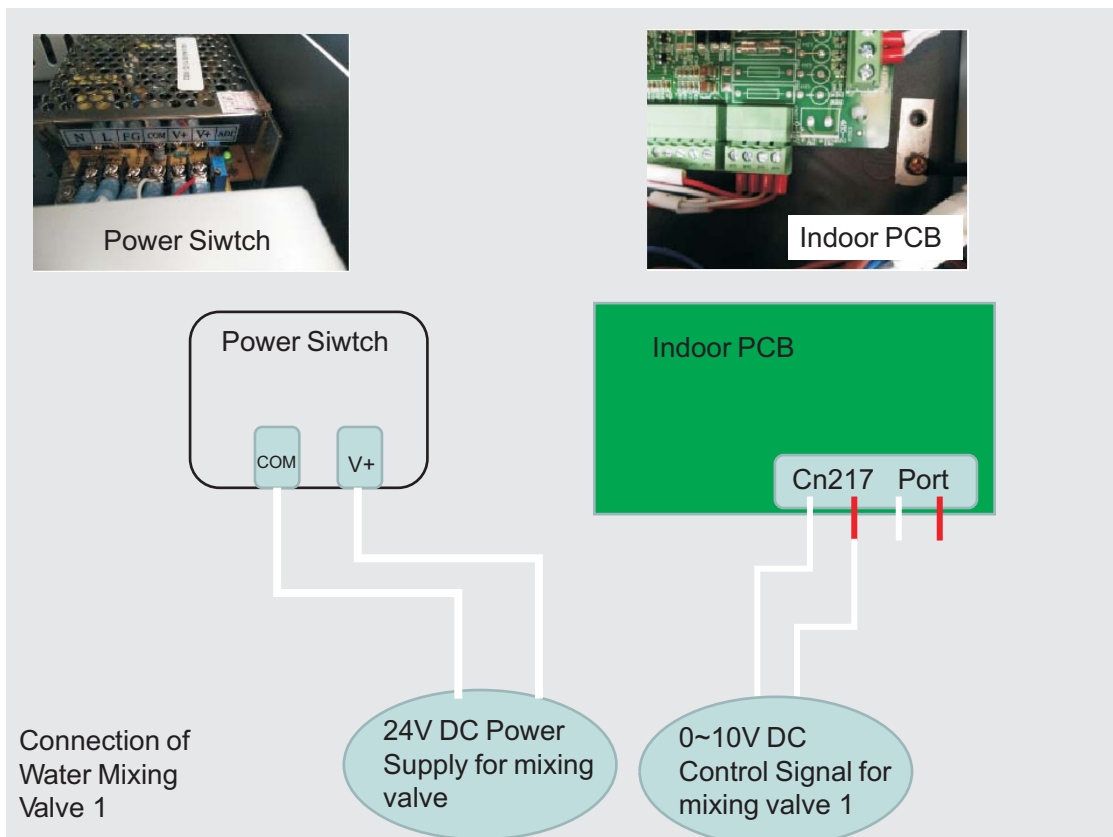 N L FG COM V+ V+ ADJ
Power Siwtch
Indoor PCB
Power Siwtch
COM
V+
Indoor PCB
Cn217 Port
24V DC Power
Supply for mixing
valve
0~10V DC
Control Signal for
mixing valve 1
Connection of
Water Mixing
Valve 1